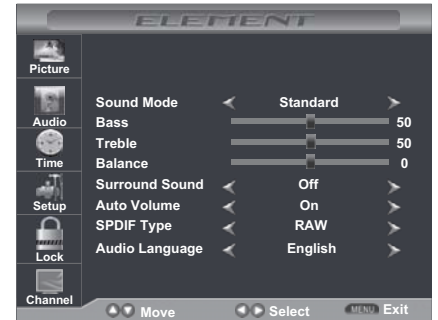 ELEMENT
Picture
Audio
Time
Setup
Lock
Channel
Sound Mode Standard
Bass 50
Treble 50
Balance 0
Surround Sound Off
Auto Volume On
SPDIF Type RAW
Audio Language English
Move Select MENU Exit